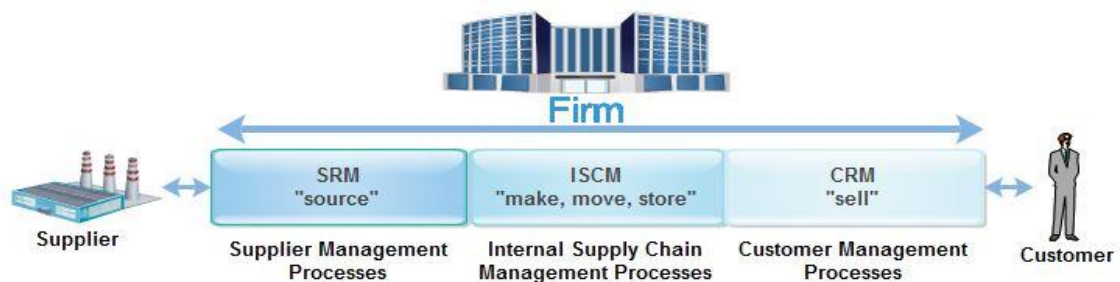 Firm
SRM
"source"
ISCM
"make, move, store"
CRM
"sell"
Supplier
Supplier Management
Processes
Internal Supply Chain
Management Processes
Customer Management
Processes
Customer